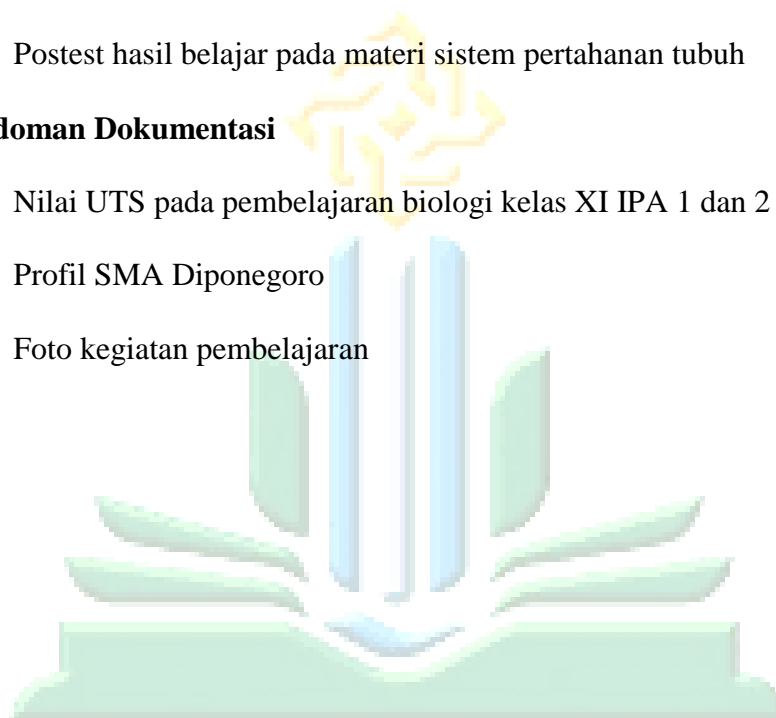 Postest hasil belajar pada materi sistem pertahanan tubuh
doman Dokumentasi
Nilai UTS pada pembelajaran biologi kelas XI IPA 1 dan 2
Profil SMA Diponegoro
Foto kegiatan pembelajaran